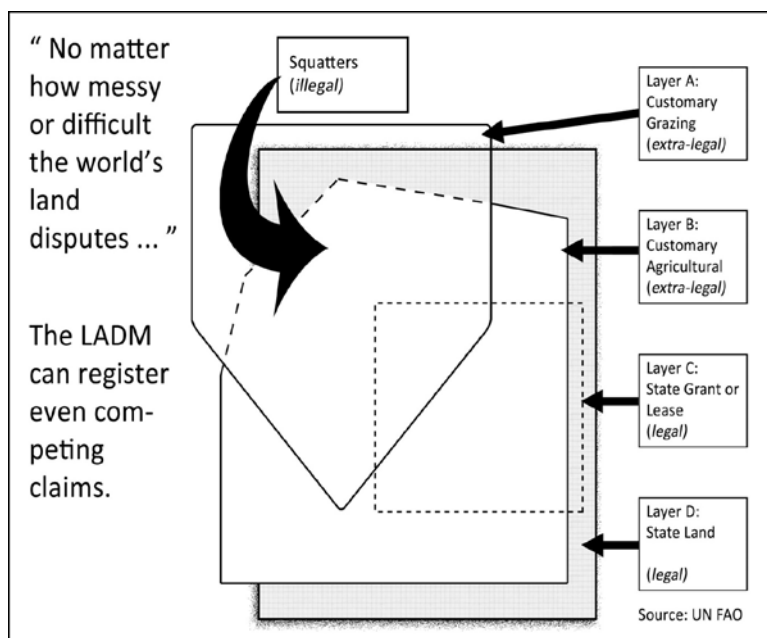 “ No matter
how messy
or difficult
the world’s
land
disputes ... ”
The LADM
can register
even com-
peting
claims.
Squatters
(illegal)
Layer A:
Customary
Grazing
(extra-legal)
Layer B:
Customary
Agricultural
(extra-legal)
Layer C:
State Grant or
Lease
(legal)
Layer D:
State Land
(legal)
Source: UN FAO